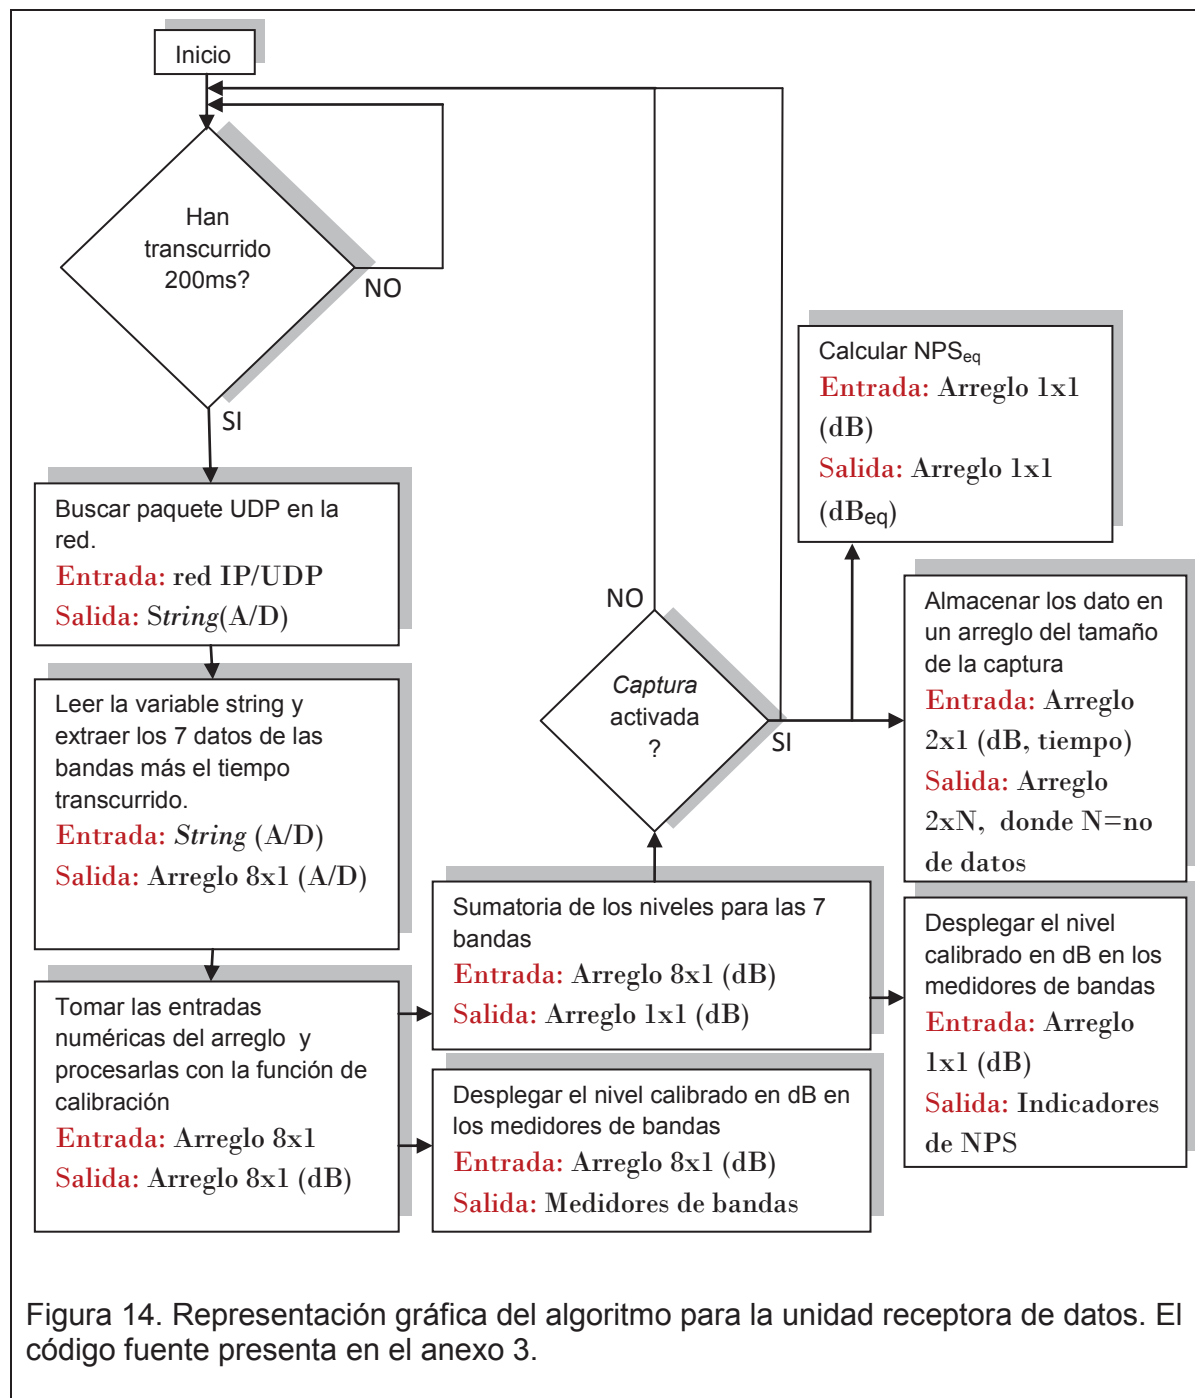 Inicio
Han
transcurrido
200ms?
NO
SI
Buscar paquete UDP en la
red.
Entrada: red IP/UDP
Salida: String(A/D)
Leer la variable string y
extraer los 7 datos de las
bandas más el tiempo
transcurrido.
Entrada: String (A/D)
Salida: Arreglo 8x1 (A/D)
Tomar las entradas
numéricas del arreglo y
procesarlas con la función de
calibración
Entrada: Arreglo 8x1
Salida: Arreglo 8x1 (dB)
Sumatoria de los niveles para las 7
bandas
Entrada: Arreglo 8x1 (dB)
Salida: Arreglo 1x1 (dB)
Desplegar el nivel calibrado en dB en
los medidores de bandas
Entrada: Arreglo 8x1 (dB)
Salida: Medidores de bandas
NO
Captura
activada
?
SI
Calcular NPSeq
Entrada: Arreglo 1x1
(dB)
Salida: Arreglo 1x1
(dBeq)
Almacenar los dato en
un arreglo del tamaño
de la captura
Entrada: Arreglo
2x1 (dB, tiempo)
Salida: Arreglo
2xN, donde N=no
de datos
Desplegar el nivel
calibrado en dB en los
medidores de bandas
Entrada: Arreglo
1x1 (dB)
Salida: Indicadores
de NPS
Figura 14. Representación gráfica del algoritmo para la unidad receptora de datos. El
código fuente presenta en el anexo 3.